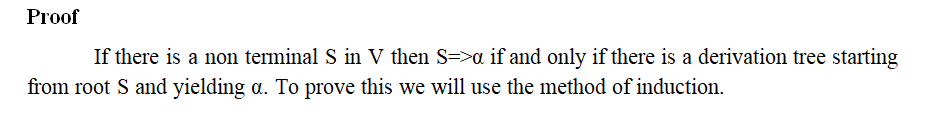 Proof
If there is a non terminal S in V then S=>α if and only if there is a derivation tree starting
from root S and yielding α. To prove this we will use the method of induction.